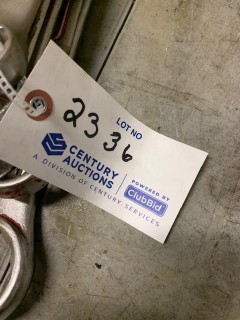 LOT NO
2336
CENTURY
AUCTIONS
A DIVISION OF CENTURY SERVICES
POWERED BY
ClubBid